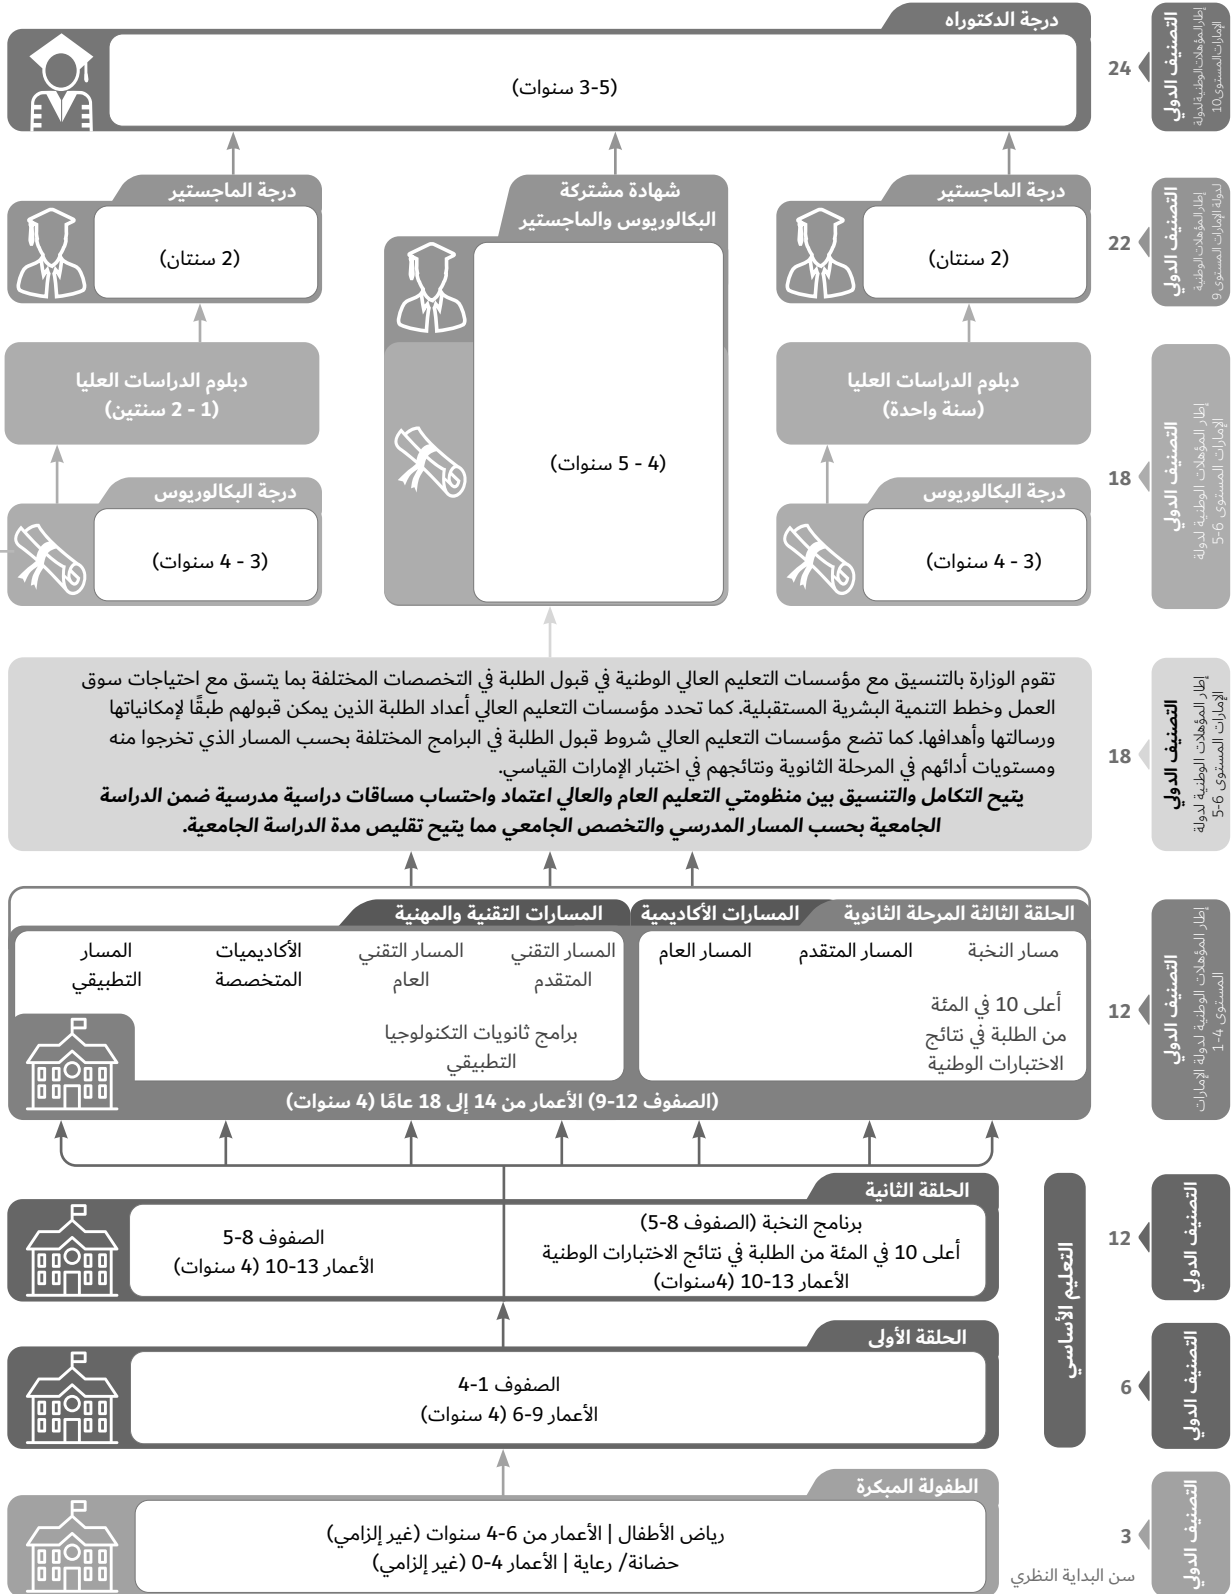 درجة الدكتوراه
(3-5 سنوات)
24
التصنيف الدولي
إطار المؤهلات الوطنية لدولة
الإمارات المستوى 10
درجة الماجستير
(2 سنتان)
شهادة مشتركة
البكالوريوس والماجستير
(4 - 5 سنوات)
درجة الماجستير
(2 سنتان)
22
التصنيف الدولي
إطار المؤهلات الوطنية
لدولة الإمارات المستوى 9
دبلوم الدراسات العليا
(سنة واحدة)
دبلوم الدراسات العليا
(1 - 2 سنتين)
درجة البكالوريوس
(3 - 4 سنوات)
درجة البكالوريوس
(3 - 4 سنوات)
18
التصنيف الدولي
إطار المؤهلات الوطنية لدولة
الإمارات المستوى 6-5
تقوم الوزارة بالتنسيق مع مؤسسات التعليم العالي الوطنية في قبول الطلبة في التخصصات المختلفة بما يتسق مع احتياجات سوق
العمل وخطط التنمية البشرية المستقبلية. كما تحدد مؤسسات التعليم العالي أعداد الطلبة الذين يمكن قبولهم طبقًا لإمكانياتها
ورسالتها وأهدافها. كما تضع مؤسسات التعليم العالي شروط قبول الطلبة في البرامج المختلفة بحسب المسار الذي تخرجوا منه
ومستويات أدائهم في المرحلة الثانوية ونتائجهم في اختبار الإمارات القياسي.
يتيح التكامل والتنسيق بين منظومتي التعليم العام والعالي اعتماد واحتساب مساقات دراسية مدرسية ضمن الدراسة
الجامعية بحسب المسار المدرسي والتخصص الجامعي مما يتيح تقليص مدة الدراسة الجامعية.
18
التصنيف الدولي
إطار المؤهلات الوطنية لدولة
الإمارات المستوى 6-5
الحلقة الثالثة المرحلة الثانوية
المسارات الأكاديمية
المسارات التقنية والمهنية
مسار النخبة
أعلى 10 في المئة
من الطلبة في نتائج
الاختبارات الوطنية
المسار المتقدم
المسار العام
المسار التقني
المتقدم
المسار التقني
العام
برامج ثانويات التكنولوجيا
التطبيقي
الأكاديميات
المتخصصة
المسار
التطبيقي
(الصفوف 12-9) الأعمار من 14 إلى 18 عامًا (4 سنوات)
12
التصنيف الدولي
إطار المؤهلات الوطنية لدولة الإمارات
المستوى 4-1
الحلقة الثانية
برنامج النخبة (الصفوف 8-5)
أعلى 10 في المئة من الطلبة في نتائج الاختبارات الوطنية
الأعمار 13-10 (4سنوات)
الصفوف 8-5
الأعمار 13-10 (4 سنوات)
12
التصنيف الدولي
التعليم الأساسي
الحلقة الأولى
الصفوف 1-4
الأعمار 9-6 (4 سنوات)
6
التصنيف الدولي
الطفولة المبكرة
رياض الأطفال | الأعمار من 6-4 سنوات (غير إلزامي)
حضانة/ رعاية | الأعمار 4-0 (غير إلزامي)
3
سن البداية النظري
التصنيف الدولي